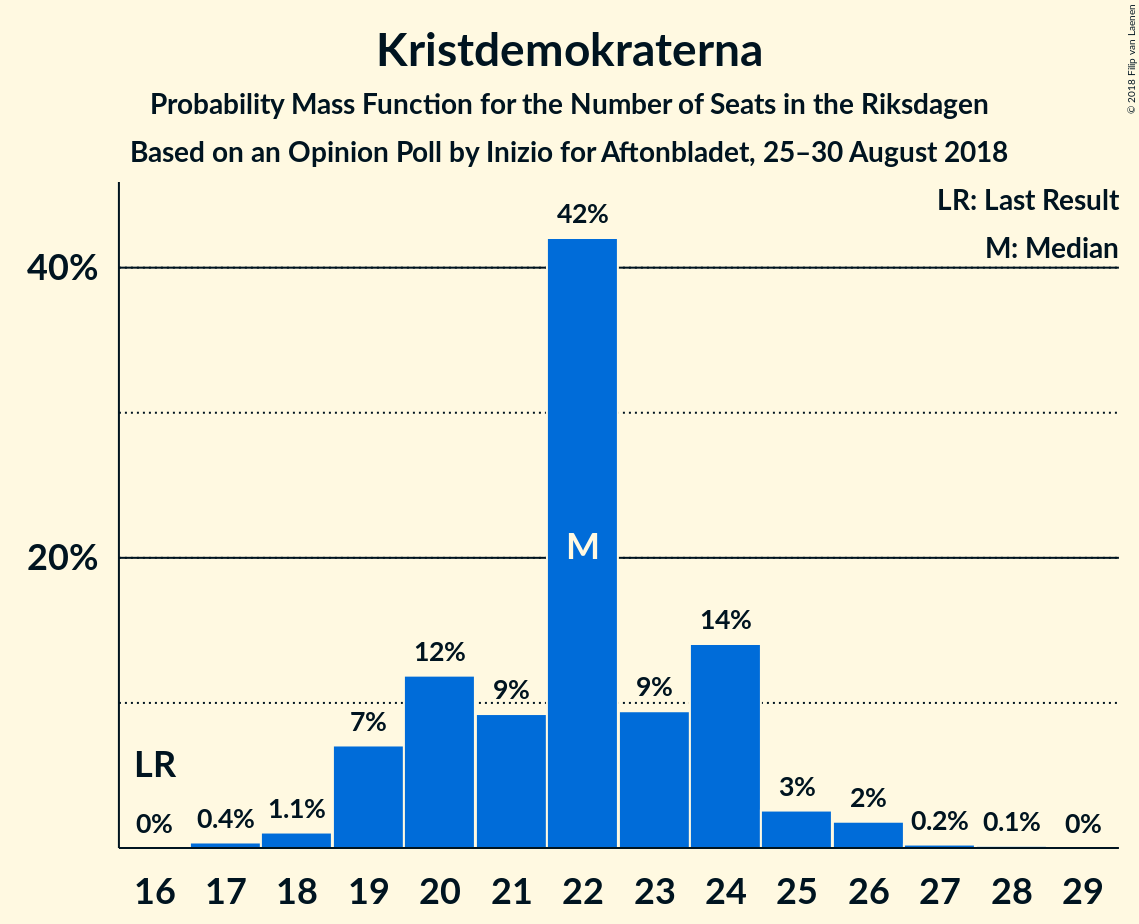 Kristdemokraterna
Probability Mass Function for the Number of Seats in the Riksdagen
Based on an Opinion Poll by Inizio for Aftonbladet, 25–30 August 2018
© 2018 Filip van Laenen
LR: Last Result
M: Median
42%
40%
M
20%
14%
12%
9%
9%
7%
LR
3%
2%
1.1%
0%
0.4%
0.2%
0.1%
0%
16 17 18 19 20 21 22 23 24 25 26 27 28 29